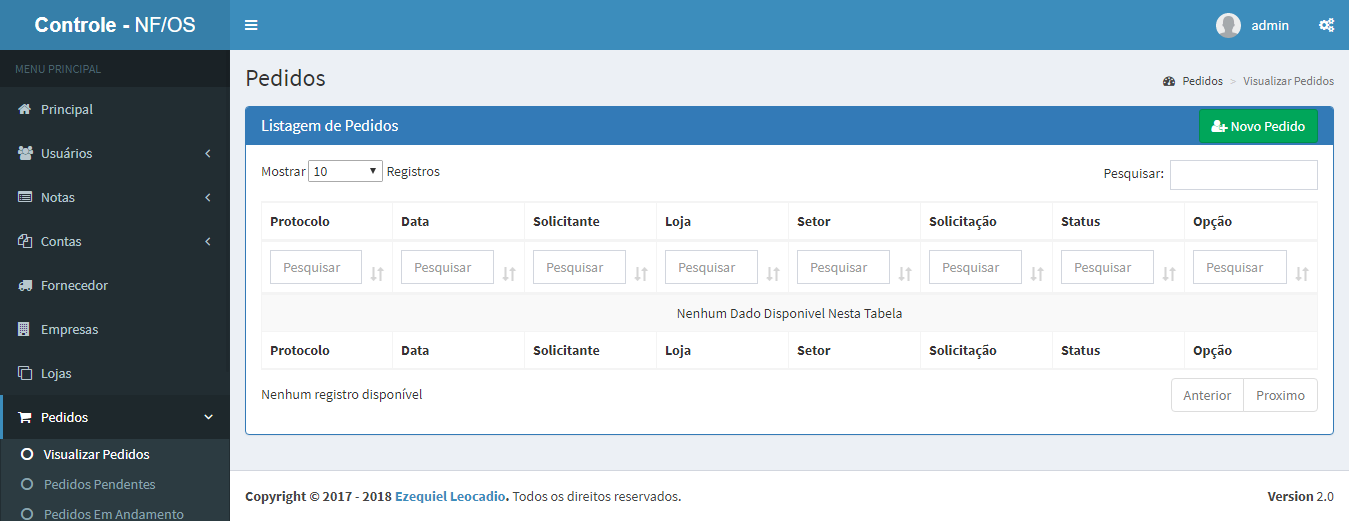 Controle - NF/OS
admin
MENU PRINCIPAL
Principal
Usuários
Notas
Contas
Fornecedor
Empresas
Lojas
Pedidos
Visualizar Pedidos
Pedidos Pendentes
Pedidos Em Andamento
Pedidos
Pedidos > Visualizar Pedidos
Listagem de Pedidos
Novo Pedido
Mostrar 10 Registros
Pesquisar:
Protocolo Data Solicitante Loja Setor Solicitação Status Opção
Pesquisar Pesquisar Pesquisar Pesquisar Pesquisar Pesquisar Pesquisar Pesquisar
Nenhum Dado Disponivel Nesta Tabela
Protocolo Data Solicitante Loja Setor Solicitação Status Opção
Nenhum registro disponível
Anterior Proximo
Copyright © 2017 - 2018 Ezequiel Leocadio. Todos os direitos reservados.
Version 2.0